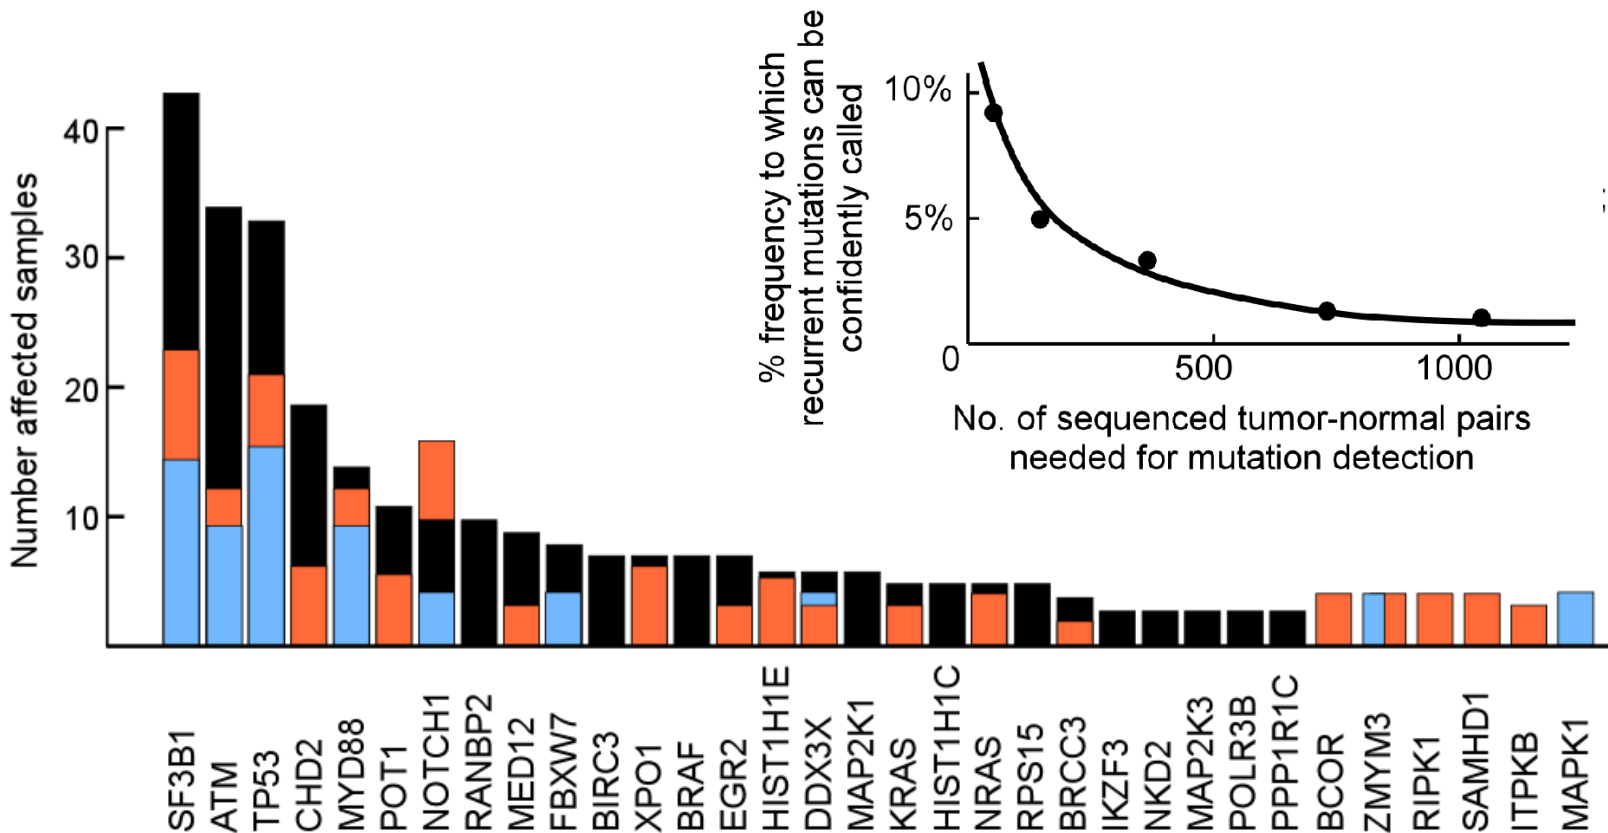 Number affected samples
40
30
20
10
% frequency to which
recurrent mutations can be
confidently called
10%
5%
0
500
1000
No. of sequenced tumor-normal pairs
needed for mutation detection
SF3B1
ATM
TP53
CHD2
MYD88
POT1
NOTCH1
RANBP2
MED12
FBXW7
BIRC3
XPO1
BRAF
EGR2
HIST1H1E
DDX3X
MAP2K1
KRAS
HIST1H1C
NRAS
RPS15
BRCC3
IKZF3
NKD2
MAP2K3
POLR3B
PPP1R1C
BCOR
ZMYM3
RIPK1
SAMHD1
ITPKB
MAPK1